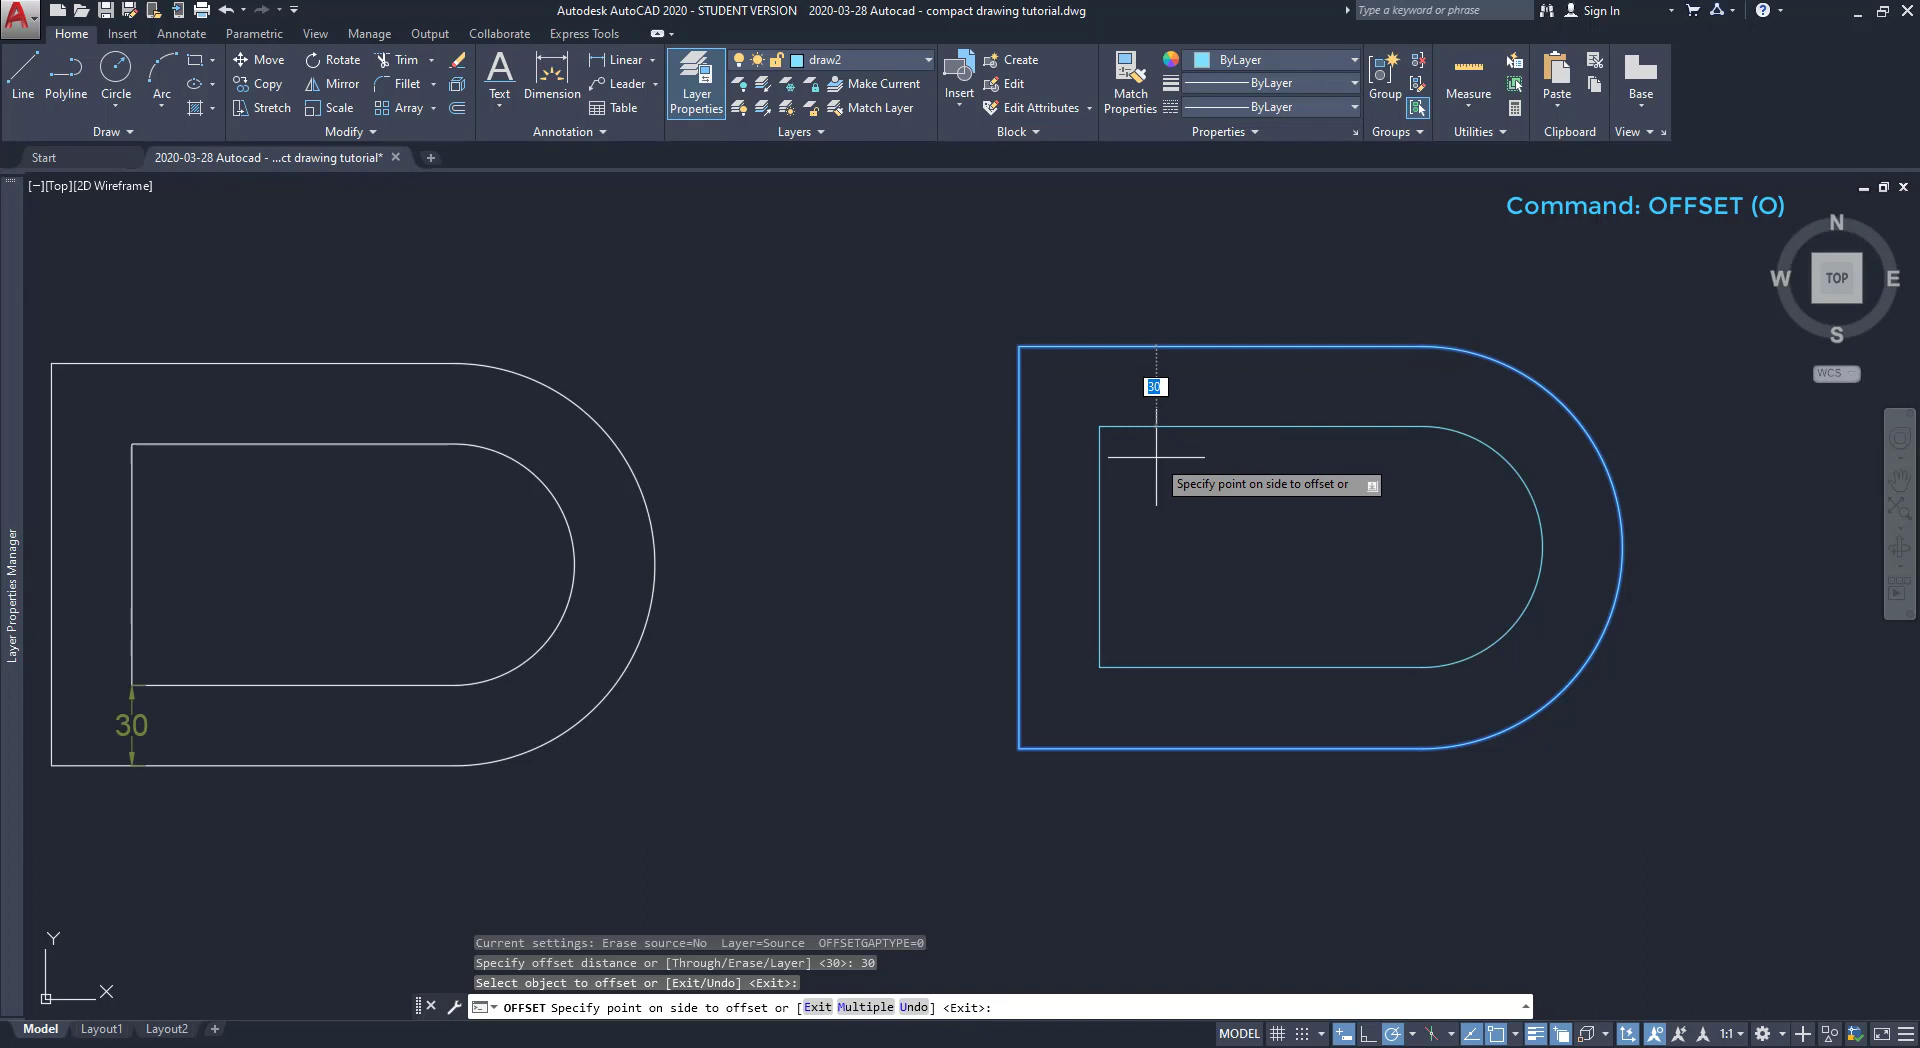 Autodesk AutoCAD 2020 - STUDENT VERSION 2020-03-28 Autocad - compact drawing tutorial.dwg
Type a keyword or phrase
Sign In
Home Insert Annotate Parametric View Manage Output Collaborate Express Tools
Line Polyline Circle Arc
Draw
Move Rotate Trim
Copy Mirror Fillet
Stretch Scale Array
Modify
Text Dimension
Linear
Leader
Table
Annotation
Layer Properties
draw2
Make Current
Match Layer
Layers
Insert
Create
Edit
Edit Attributes
Block
Match Properties
ByLayer
ByLayer
ByLayer
Properties
Group
Groups
Measure
Utilities
Paste
Clipboard
Base
View
Start
2020-03-28 Autocad - ...ct drawing tutorial*
[−][Top][2D Wireframe]
Command: OFFSET (O)
N
W TOP E
S
WCS
Layer Properties Manager
30
30
Specify point on side to offset or
Y
X
Current settings: Erase source=No Layer=Source OFFSETGAPTYPE=0
Specify offset distance or [Through/Erase/Layer] <30>: 30
Select object to offset or [Exit/Undo] <Exit>:
OFFSET Specify point on side to offset or [Exit Multiple Undo] <Exit>:
Model Layout1 Layout2
MODEL
1:1